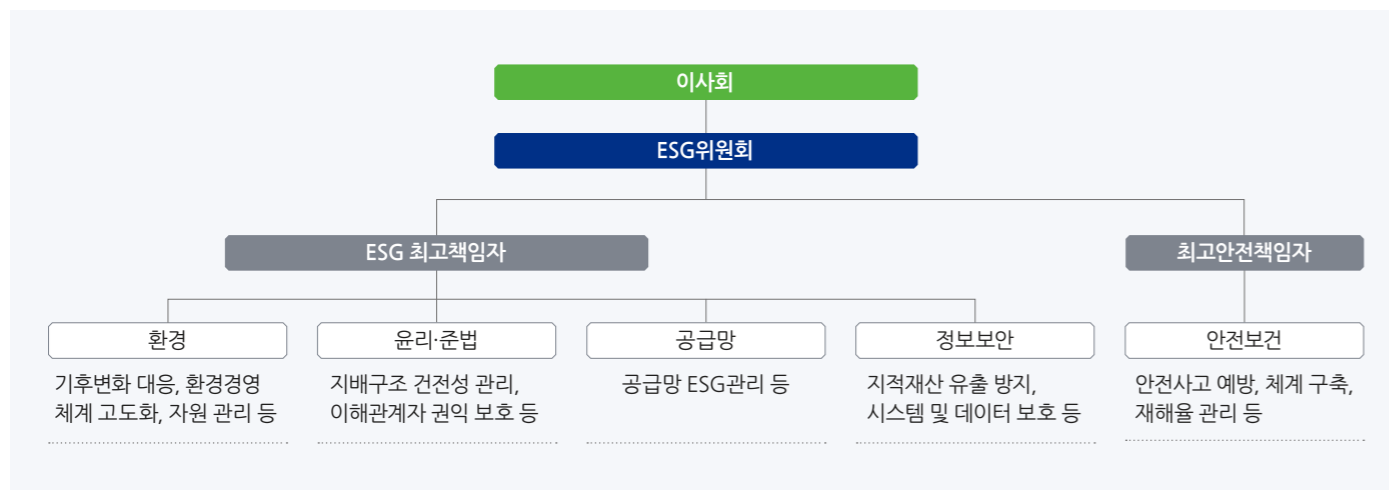 이사회
ESG위원회
ESG 최고책임자
최고안전책임자
환경
윤리·준법
공급망
정보보안
안전보건
기후변화 대응, 환경경영
체계 고도화, 자원 관리 등
지배구조 건전성 관리,
이해관계자 권익 보호 등
공급망 ESG관리 등
지적재산 유출 방지,
시스템 및 데이터 보호 등
안전사고 예방, 체계 구축,
재해율 관리 등